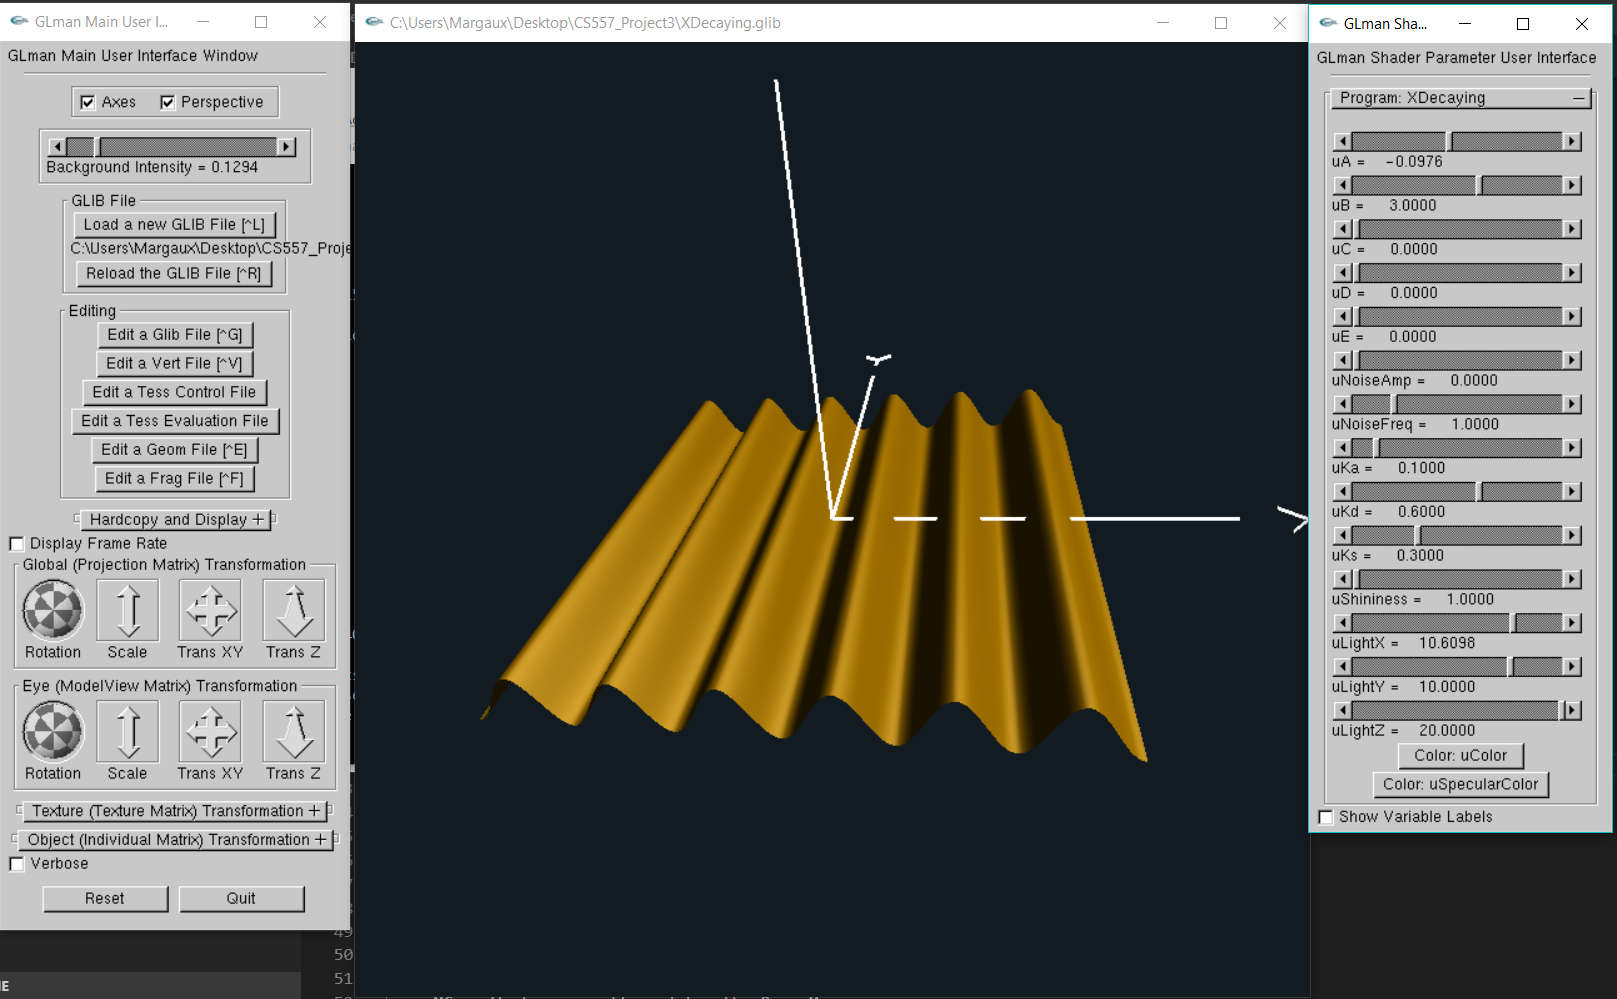 GLman Main User I...
GLman Main User Interface Window
Axes
Perspective
Background Intensity = 0.1294
GLIB File
Load a new GLIB File [^L]
C:\Users\Margaux\Desktop\CS557_Proje
Reload the GLIB File [^R]
Editing
Edit a Glib File [^G]
Edit a Vert File [^V]
Edit a Tess Control File
Edit a Tess Evaluation File
Edit a Geom File [^E]
Edit a Frag File [^F]
Hardcopy and Display +
Display Frame Rate
Global (Projection Matrix) Transformation
Rotation Scale Trans XY Trans Z
Eye (ModelView Matrix) Transformation
Rotation Scale Trans XY Trans Z
Texture (Texture Matrix) Transformation +
Object (Individual Matrix) Transformation +
Verbose
Reset Quit
C:\Users\Margaux\Desktop\CS557_Project3\XDecaying.glib
Y
GLman Sha...
GLman Shader Parameter User Interface
Program: XDecaying
uA = -0.0976
uB = 3.0000
uC = 0.0000
uD = 0.0000
uE = 0.0000
uNoiseAmp = 0.0000
uNoiseFreq = 1.0000
uKa = 0.1000
uKd = 0.6000
uKs = 0.3000
uShininess = 1.0000
uLightX = 10.6098
uLightY = 10.0000
uLightZ = 20.0000
Color: uColor
Color: uSpecularColor
Show Variable Labels
49
50
51